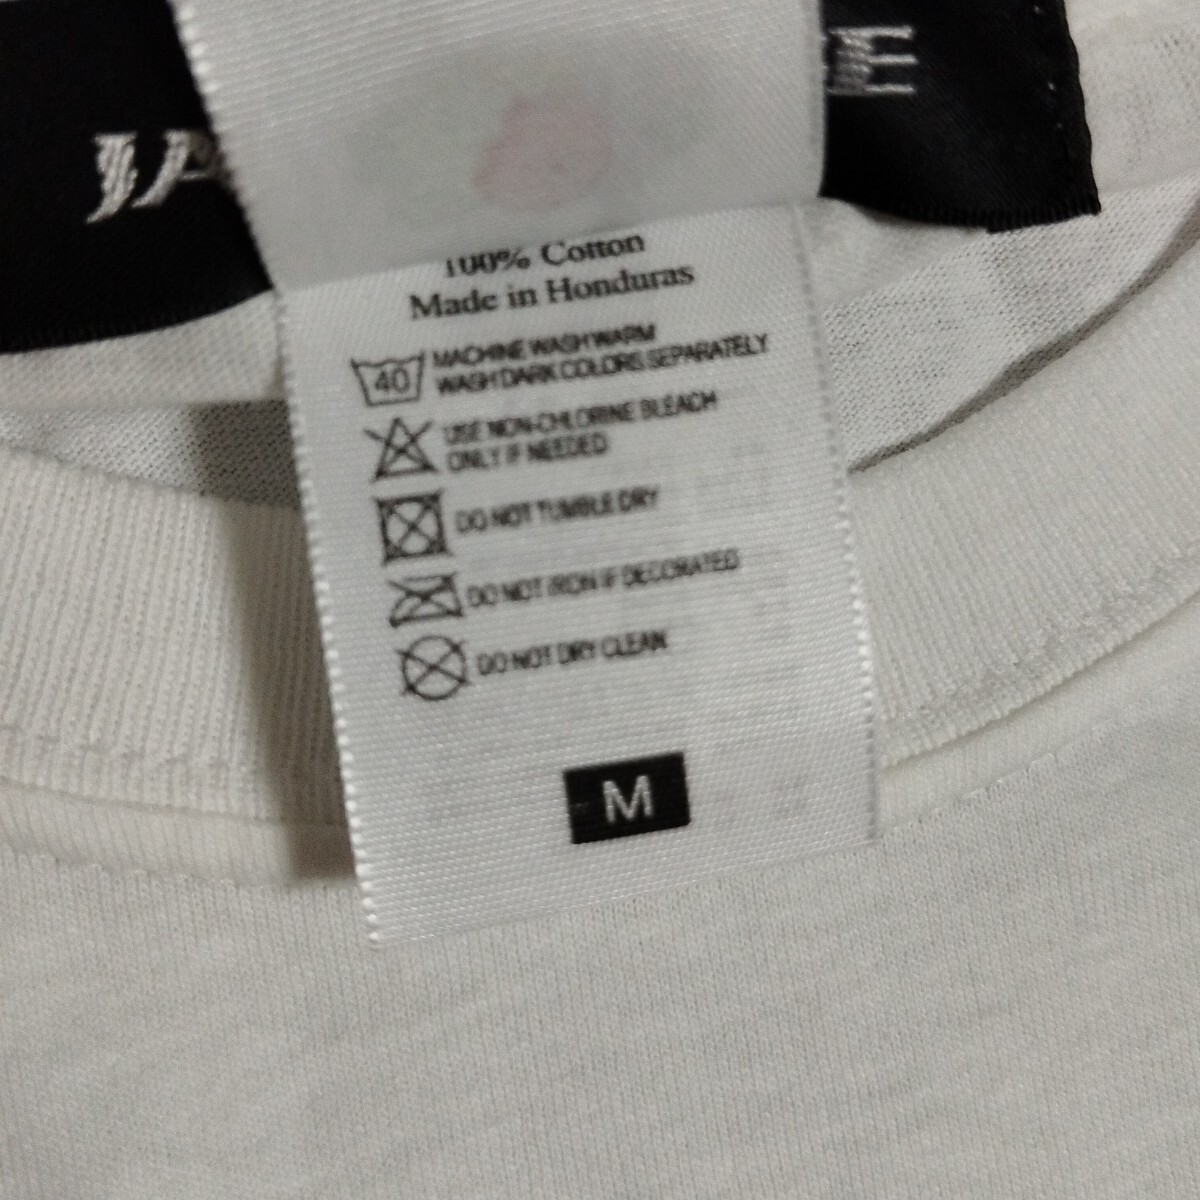 JA
E
100% Cotton
Made in Honduras
40
MACHINE WASH WARM
WASH DARK COLORS SEPARATELY
USE NON-CHLORINE BLEACH
ONLY IF NEEDED
DO NOT TUMBLE DRY
DO NOT IRON IF DECORATED
DO NOT DRY CLEAN
M